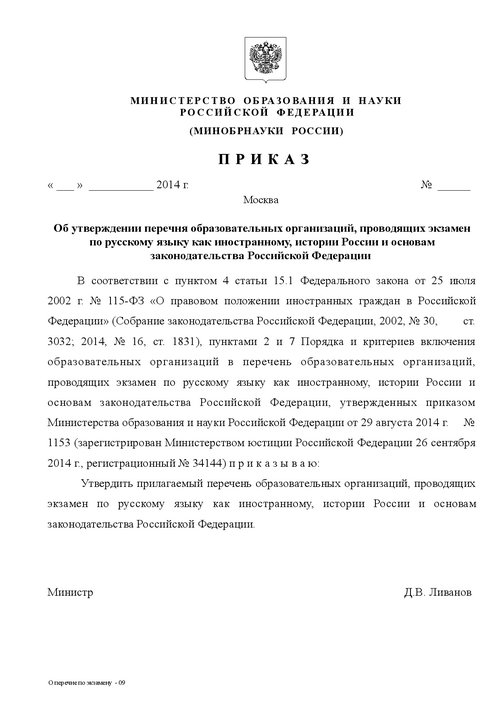 МИНИСТЕРСТВО ОБРАЗОВАНИЯ И НАУКИ
РОССИЙСКОЙ ФЕДЕРАЦИИ
(МИНОБРНАУКИ РОССИИ)
П Р И К А З
« ___ » ____________ 2014 г. № ______
Москва
Об утверждении перечня образовательных организаций, проводящих экзамен
по русскому языку как иностранному, истории России и основам
законодательства Российской Федерации
В соответствии с пунктом 4 статьи 15.1 Федерального закона от 25 июля
2002 г. № 115-ФЗ «О правовом положении иностранных граждан в Российской
Федерации» (Собрание законодательства Российской Федерации, 2002, № 30, ст.
3032; 2014, № 16, ст. 1831), пунктами 2 и 7 Порядка и критериев включения
образовательных организаций в перечень образовательных организаций,
проводящих экзамен по русскому языку как иностранному, истории России и
основам законодательства Российской Федерации, утвержденных приказом
Министерства образования и науки Российской Федерации от 29 августа 2014 г. №
1153 (зарегистрирован Министерством юстиции Российской Федерации 26 сентября
2014 г., регистрационный № 34144) п р и к а з ы в а ю:
Утвердить прилагаемый перечень образовательных организаций, проводящих
экзамен по русскому языку как иностранному, истории России и основам
законодательства Российской Федерации.
Министр Д.В. Ливанов
О перечне по экзамену - 09